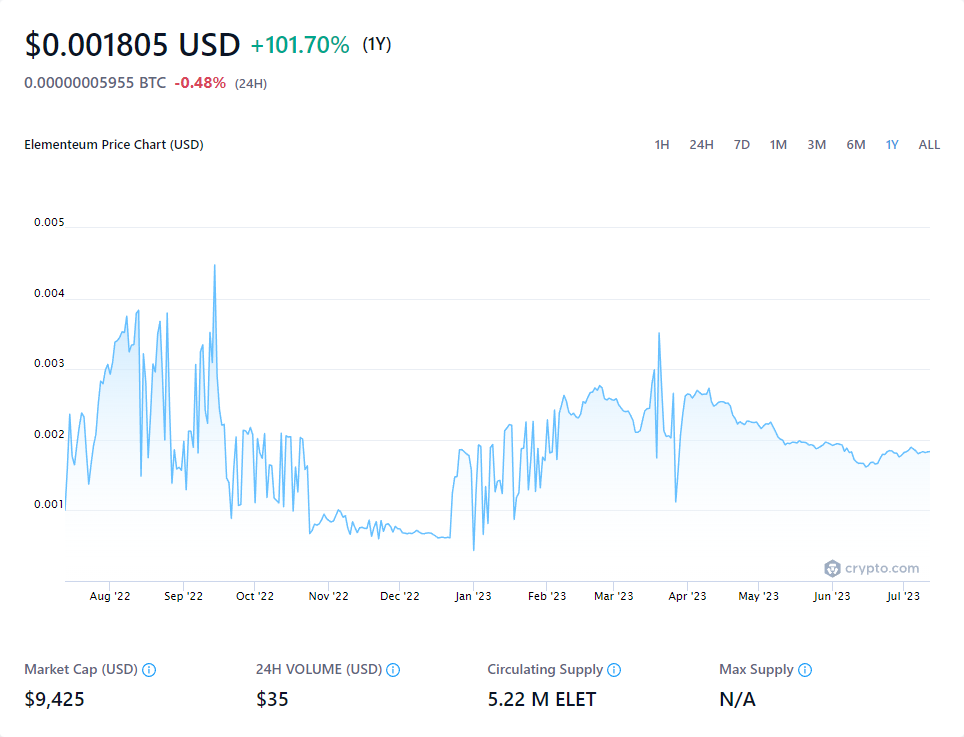 $0.001805 USD +101.70% (1Y)
0.00000005955 BTC -0.48% (24H)
Elementeum Price Chart (USD) 1H 24H 7D 1M 3M 6M 1Y ALL
0.005
0.004
0.003
0.002
0.001
crypto.com
Aug '22 Sep '22 Oct '22 Nov '22 Dec '22 Jan '23 Feb '23 Mar '23 Apr '23 May '23 Jun '23 Jul '23
Market Cap (USD) 24H VOLUME (USD) Circulating Supply Max Supply
$9,425 $35 5.22 M ELET N/A